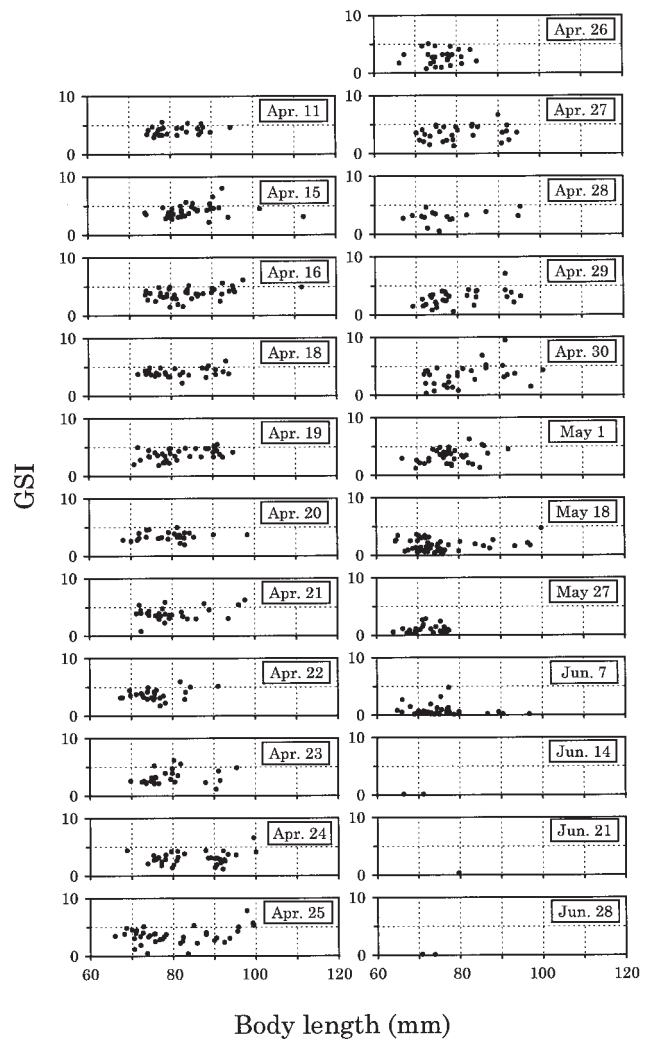 10
Apr. 26
0
10
Apr. 11
0
10
Apr. 15
0
10
Apr. 16
0
10
Apr. 18
0
10
Apr. 19
0
10
Apr. 20
0
10
Apr. 21
0
10
Apr. 22
0
10
Apr. 23
0
10
Apr. 24
0
10
Apr. 25
0
60 80 100 120
10
Apr. 27
0
10
Apr. 28
0
10
Apr. 29
0
10
Apr. 30
0
10
May 1
0
10
May 18
0
10
May 27
0
10
Jun. 7
0
10
Jun. 14
0
10
Jun. 21
0
10
Jun. 28
0
60 80 100 120
GSI
Body length (mm)